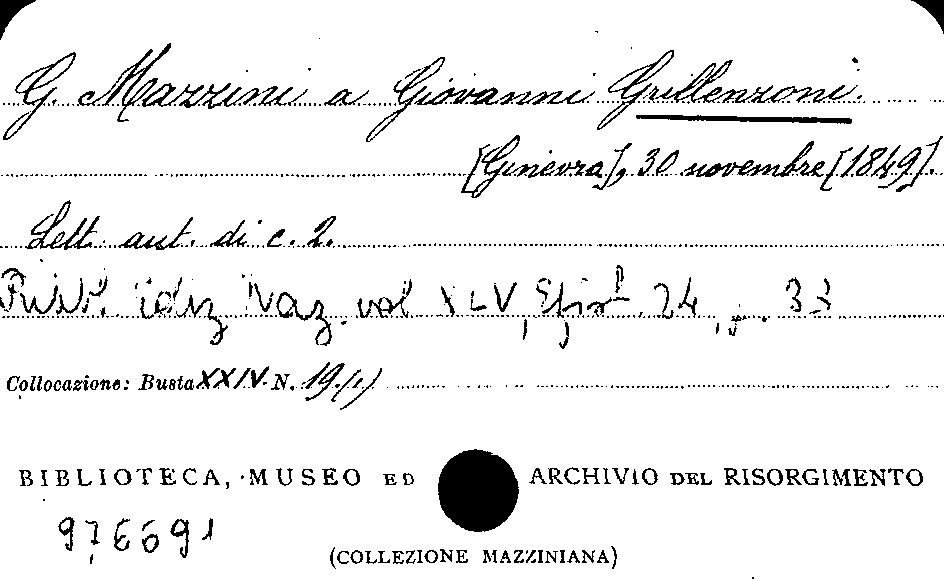 G. Mazzini a Giovanni Grillenzoni.
[Ginevra], 30 novembre [1849].
Lett. aut. di c. 2.
Pubbl. Ediz Naz. vol XLV, Epist. 24, p. 33
Collocazione: Busta XXIV. N. 19.(1)
BIBLIOTECA, MUSEO ED ARCHIVIO DEL RISORGIMENTO
976691
(COLLEZIONE MAZZINIANA)